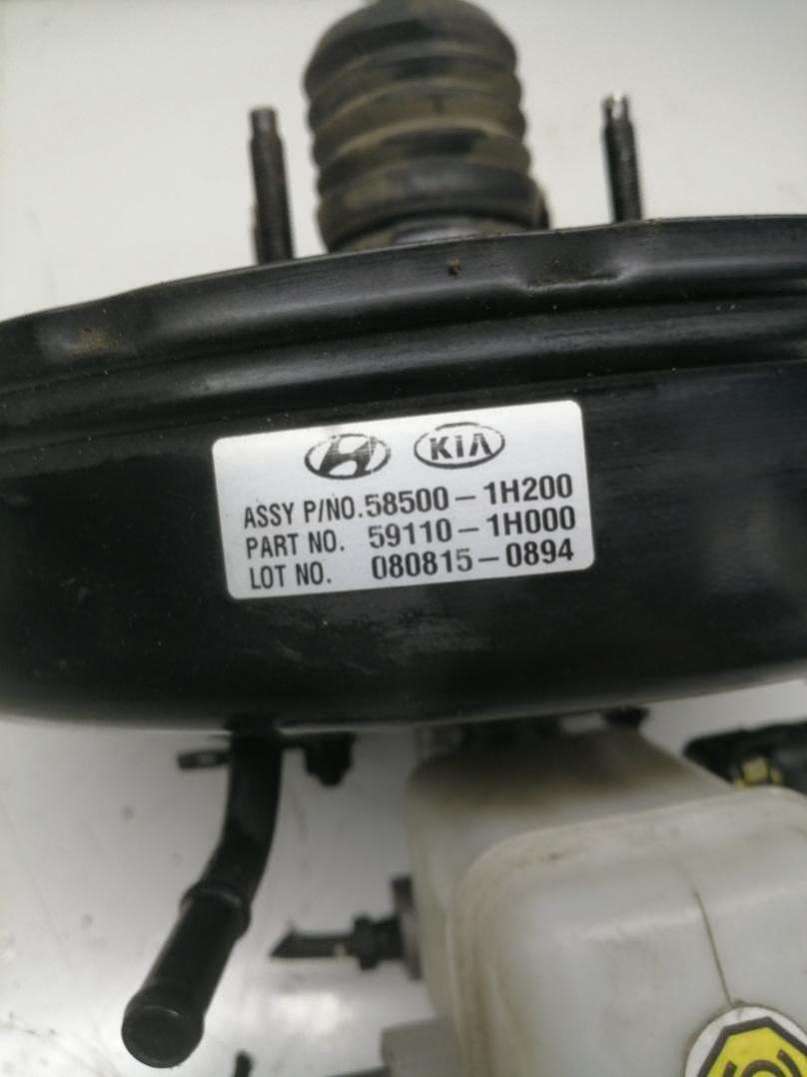 KIA
ASSY P/NO. 58500-1H200
PART NO. 59110-1H000
LOT NO. 080815-0894